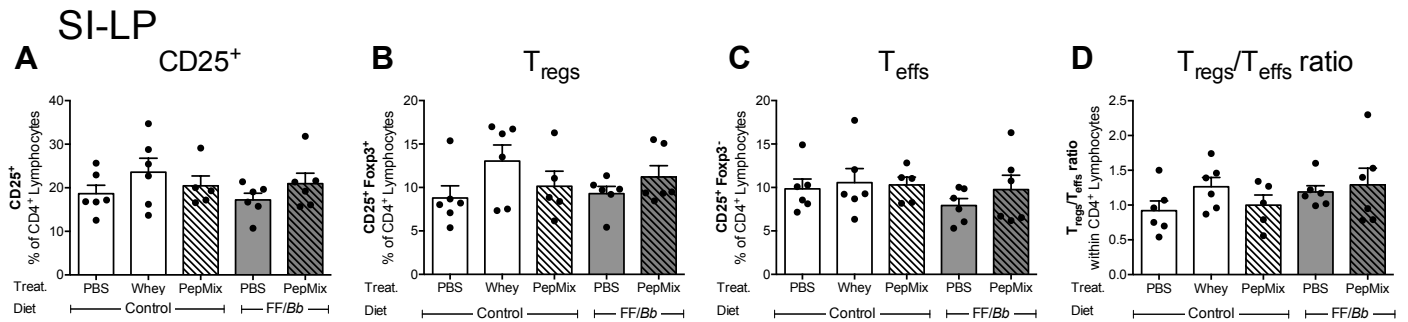 SI-LP
A CD25⁺
CD25⁺
% of CD4⁺ Lymphocytes
40
30
20
10
0
Treat. PBS Whey PepMix PBS PepMix
Diet Control FF/Bb
B T_regs
CD25⁺ Foxp3⁺
% of CD4⁺ Lymphocytes
20
15
10
5
0
PBS Whey PepMix PBS PepMix
Control FF/Bb
C T_effs
CD25⁺ Foxp3⁻
% of CD4⁺ Lymphocytes
20
15
10
5
0
Treat. PBS Whey PepMix PBS PepMix
Diet Control FF/Bb
D T_regs/T_effs ratio
T_regs/T_effs ratio
within CD4⁺ Lymphocytes
2.5
2.0
1.5
1.0
0.5
0.0
Treat. PBS Whey PepMix PBS PepMix
Diet Control FF/Bb